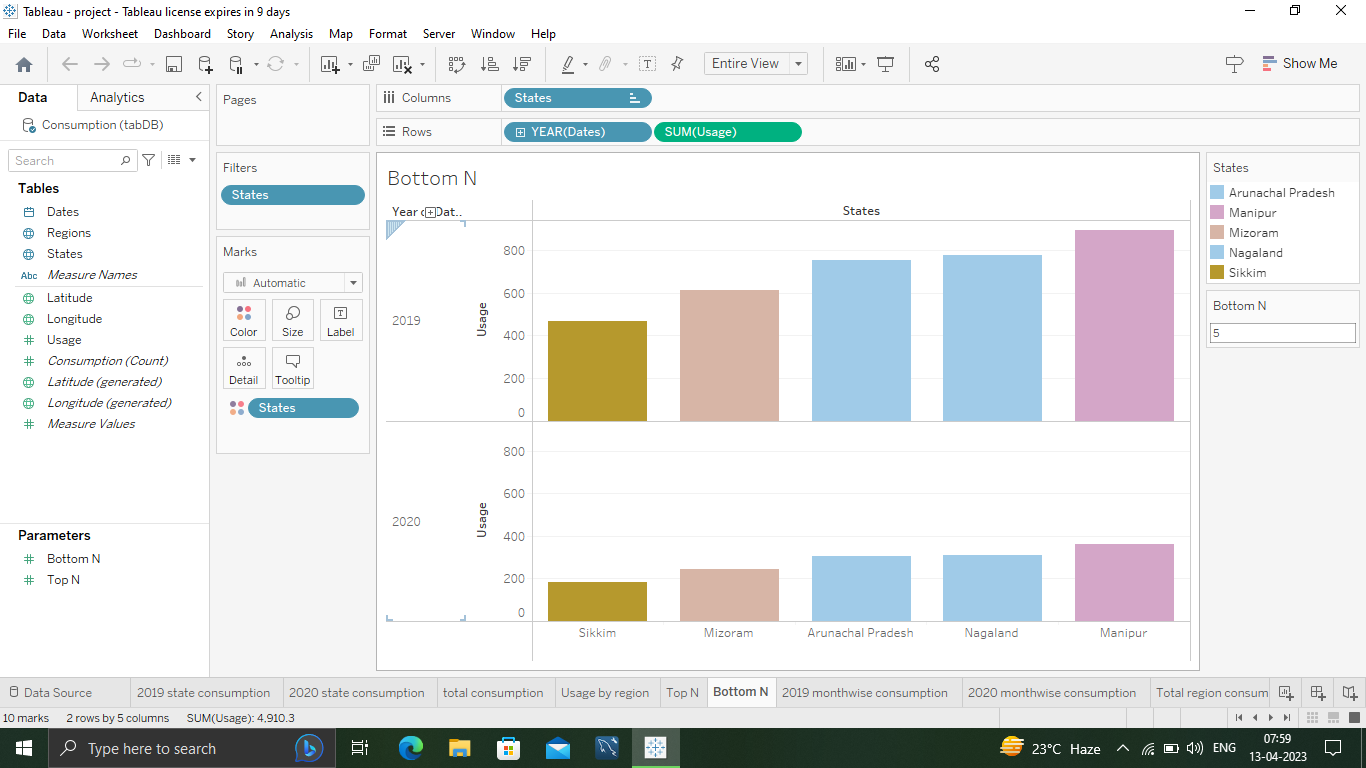 Tableau - project - Tableau license expires in 9 days
File Data Worksheet Dashboard Story Analysis Map Format Server Window Help
Entire View
Show Me
Data
Analytics
Consumption (tabDB)
Search
Tables
Dates
Regions
States
Abc Measure Names
Latitude
Longitude
Usage
Consumption (Count)
Latitude (generated)
Longitude (generated)
Measure Values
Parameters
Bottom N
Top N
Pages
Filters
States
Marks
Automatic
Color Size Label
Detail Tooltip
States
Columns States
Rows YEAR(Dates) SUM(Usage)
Bottom N
Year o Dat..
States
2019
Usage
800
600
400
200
0
2020
Usage
800
600
400
200
0
Sikkim Mizoram Arunachal Pradesh Nagaland Manipur
States
Arunachal Pradesh
Manipur
Mizoram
Nagaland
Sikkim
Bottom N
5
Data Source 2019 state consumption 2020 state consumption total consumption Usage by region Top N Bottom N 2019 monthwise consumption 2020 monthwise consumption Total region consum
10 marks 2 rows by 5 columns SUM(Usage): 4,910.3
Type here to search
23°C Haze
ENG
07:59
13-04-2023